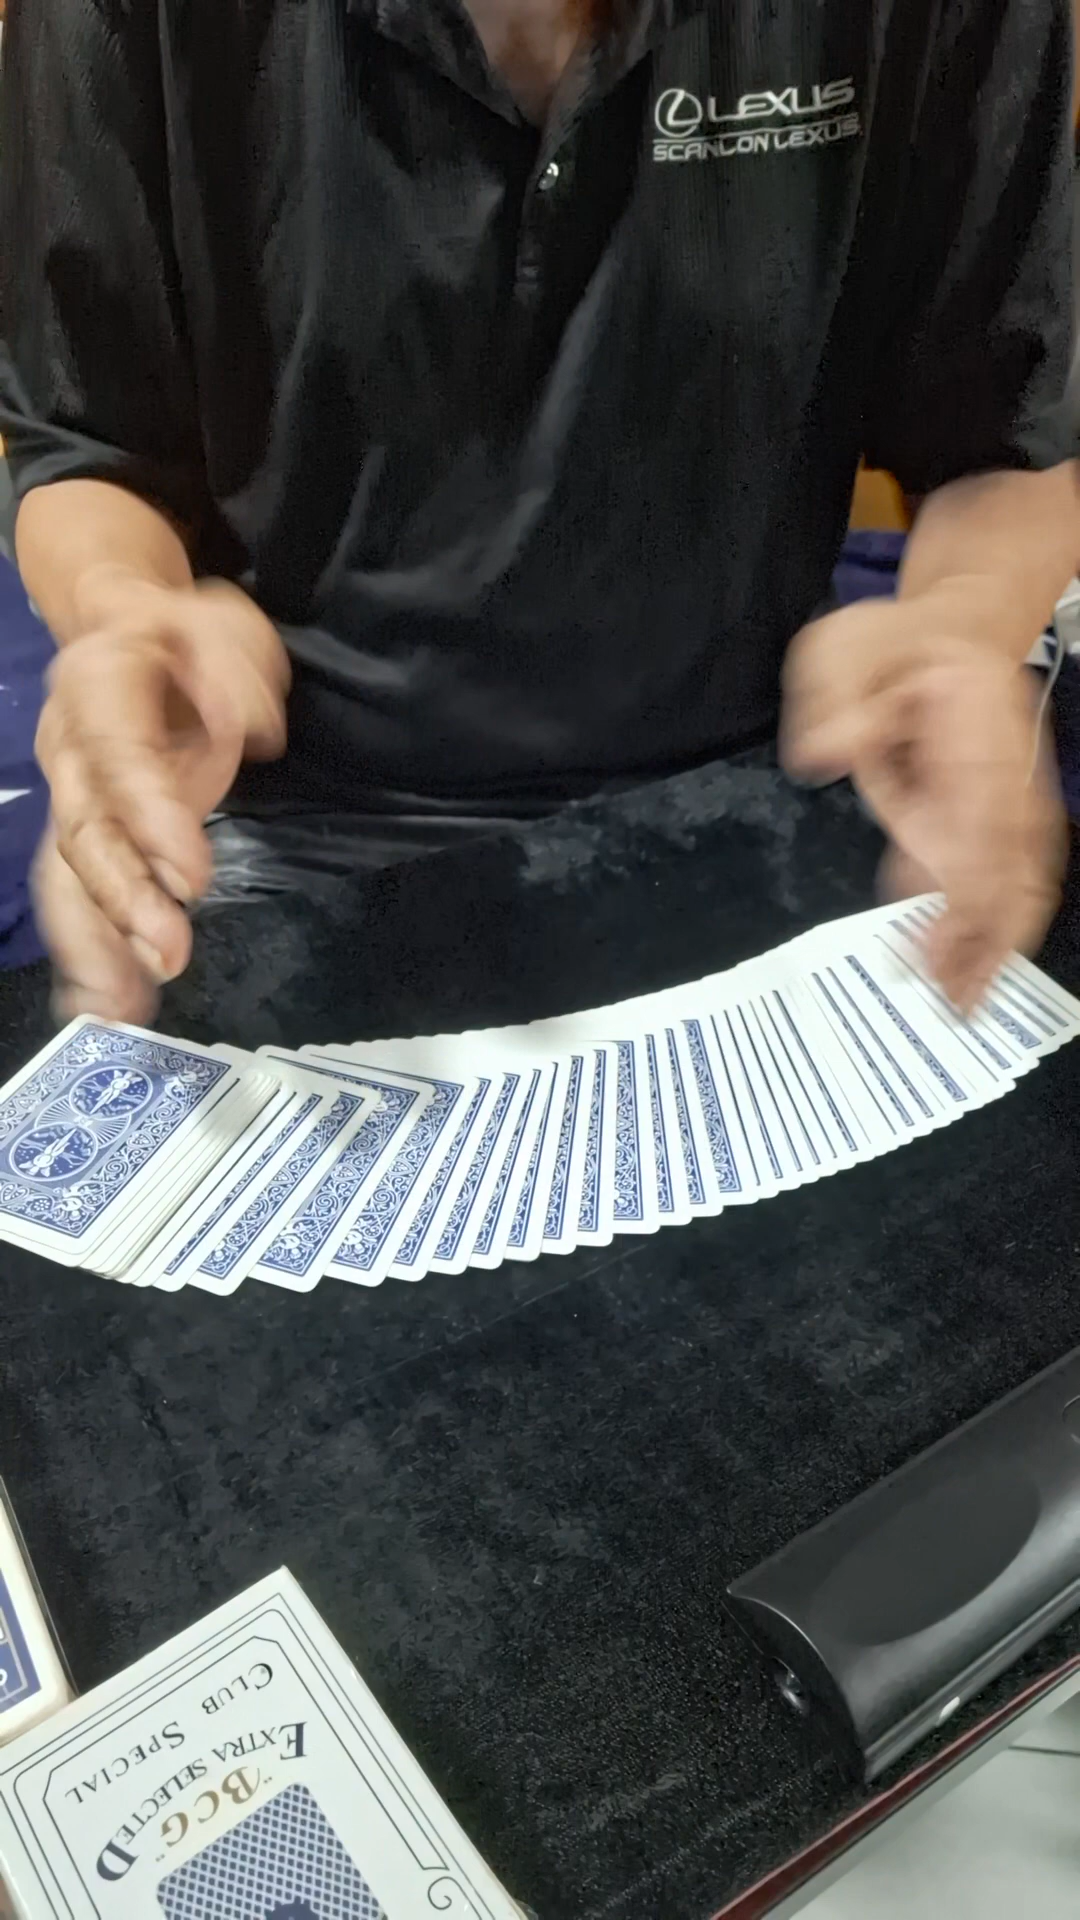 LEXUS
SCANLON LEXUS
CLUB SPECIAL
EXTRA SELECTED
"BCG"